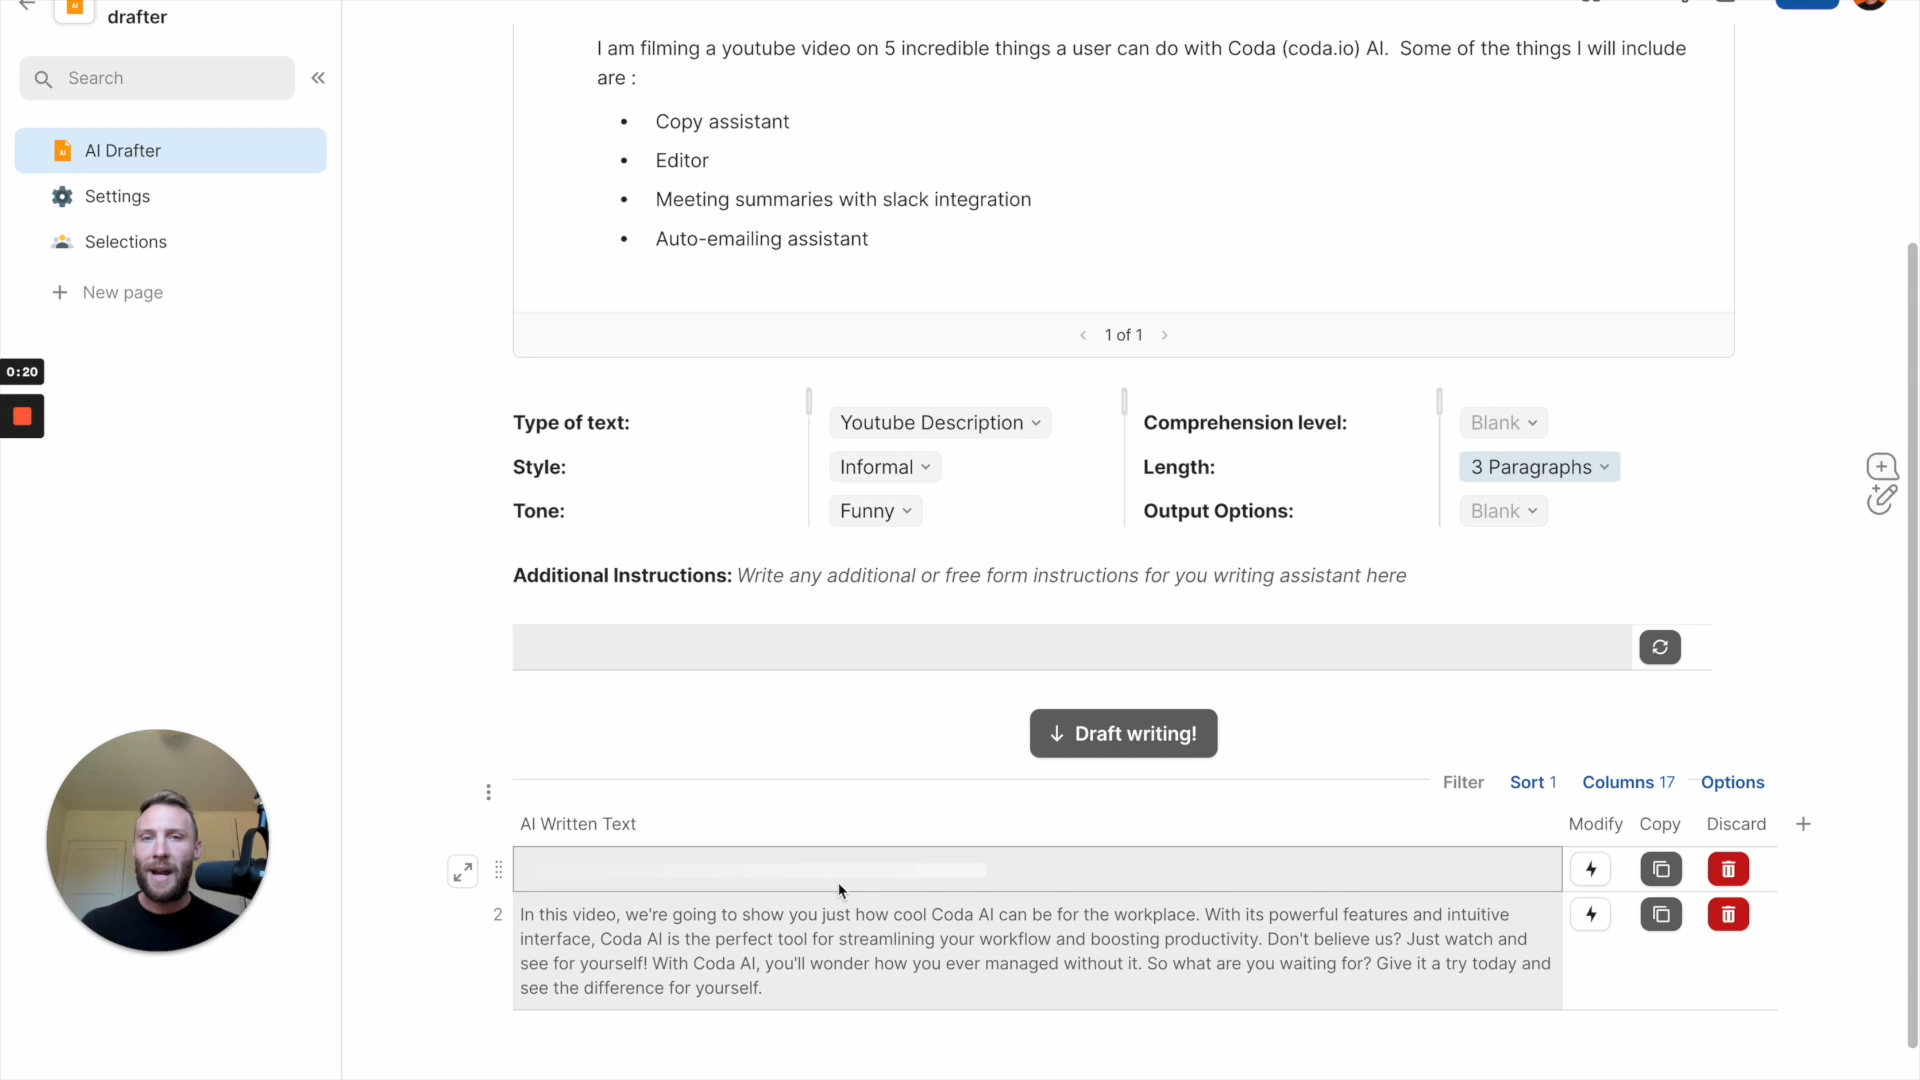 drafter
Search
AI Drafter
Settings
Selections
New page
0:20
I am filming a youtube video on 5 incredible things a user can do with Coda (coda.io) AI. Some of the things I will include
are :
• Copy assistant
• Editor
• Meeting summaries with slack integration
• Auto-emailing assistant
1 of 1
Type of text: Youtube Description Comprehension level: Blank
Style: Informal Length: 3 Paragraphs
Tone: Funny Output Options: Blank
Additional Instructions: Write any additional or free form instructions for you writing assistant here
Draft writing!
Filter Sort 1 Columns 17 Options
AI Written Text Modify Copy Discard
2 In this video, we're going to show you just how cool Coda AI can be for the workplace. With its powerful features and intuitive
interface, Coda AI is the perfect tool for streamlining your workflow and boosting productivity. Don't believe us? Just watch and
see for yourself! With Coda AI, you'll wonder how you ever managed without it. So what are you waiting for? Give it a try today and
see the difference for yourself.